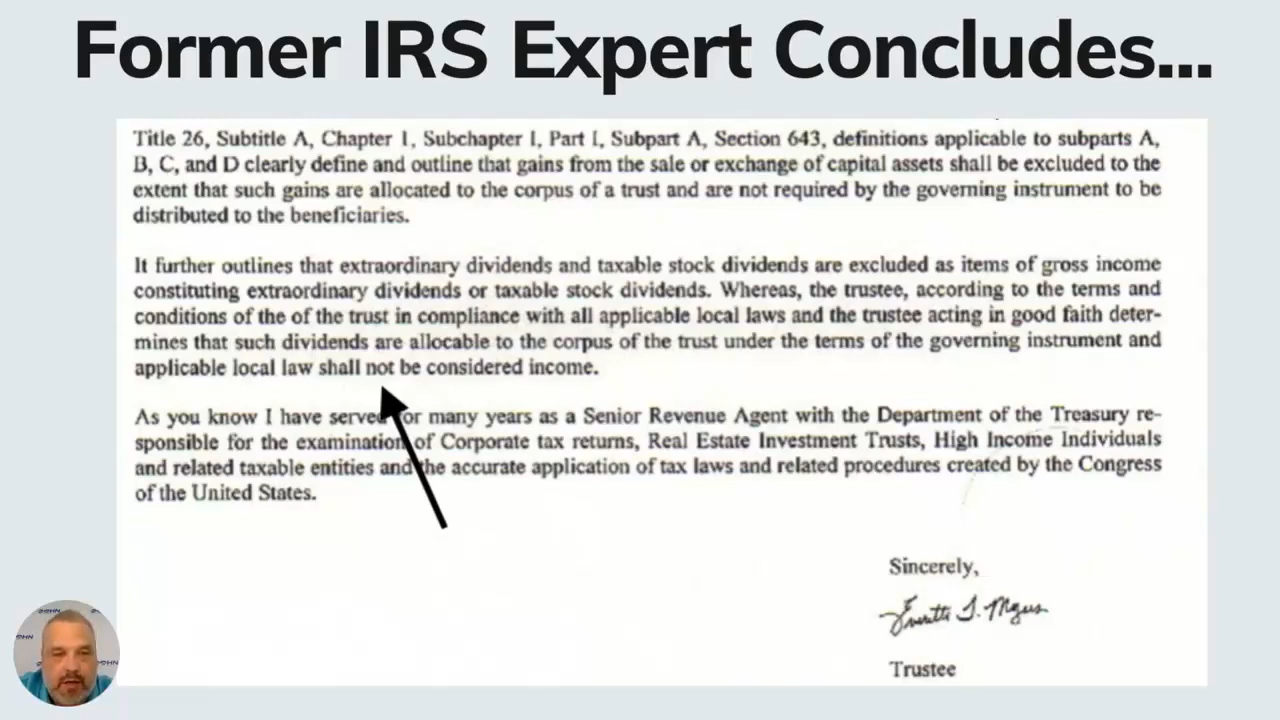 Former IRS Expert Concludes...
Title 26, Subtitle A, Chapter 1, Subchapter J, Part I, Subpart A, Section 643, definitions applicable to subparts A,
B, C, and D clearly define and outline that gains from the sale or exchange of capital assets shall be excluded to the
extent that such gains are allocated to the corpus of a trust and are not required by the governing instrument to be
distributed to the beneficiaries.
It further outlines that extraordinary dividends and taxable stock dividends are excluded as items of gross income
constituting extraordinary dividends or taxable stock dividends. Whereas, the trustee, according to the terms and
conditions of the of the trust in compliance with all applicable local laws and the trustee acting in good faith deter-
mines that such dividends are allocable to the corpus of the trust under the terms of the governing instrument and
applicable local law shall not be considered income.
As you know I have served for many years as a Senior Revenue Agent with the Department of the Treasury re-
sponsible for the examination of Corporate tax returns, Real Estate Investment Trusts, High Income Individuals
and related taxable entities and the accurate application of tax laws and related procedures created by the Congress
of the United States.
Sincerely,
Trustee